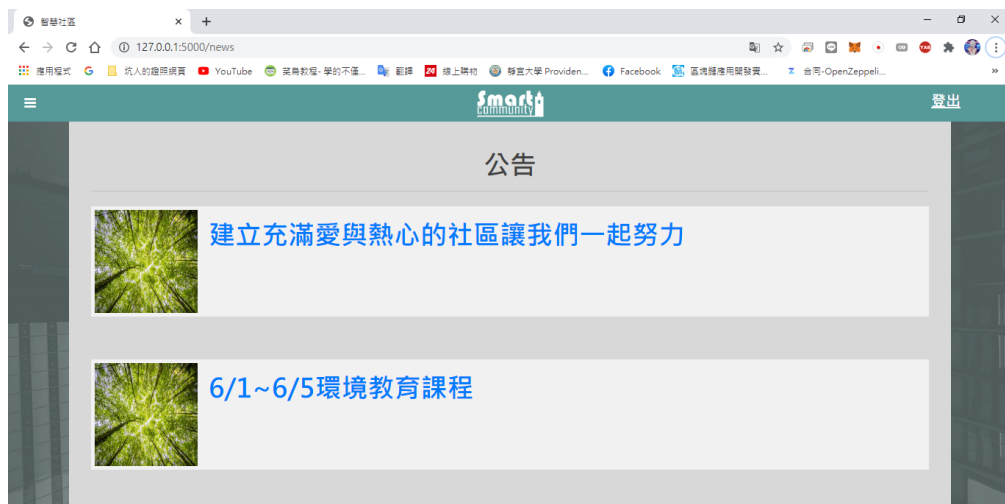 智慧社區
127.0.0.1:5000/news
應用程式
坑人的證照網頁
YouTube
菜鳥教程- 學的不僅...
翻譯
線上購物
靜宜大學 Providen...
Facebook
區塊鏈應用開發實...
合同-OpenZeppeli...
Smart
community
登出
公告
建立充滿愛與熱心的社區讓我們一起努力
6/1~6/5環境教育課程